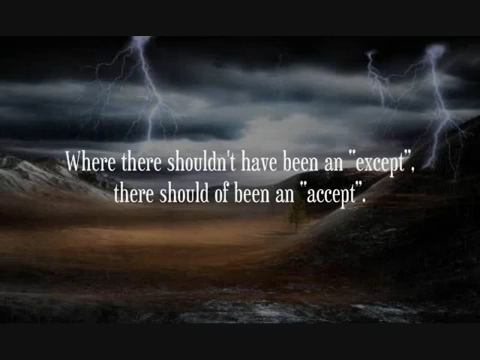 Where there shouldn't have been an "except",
there should of been an "accept".